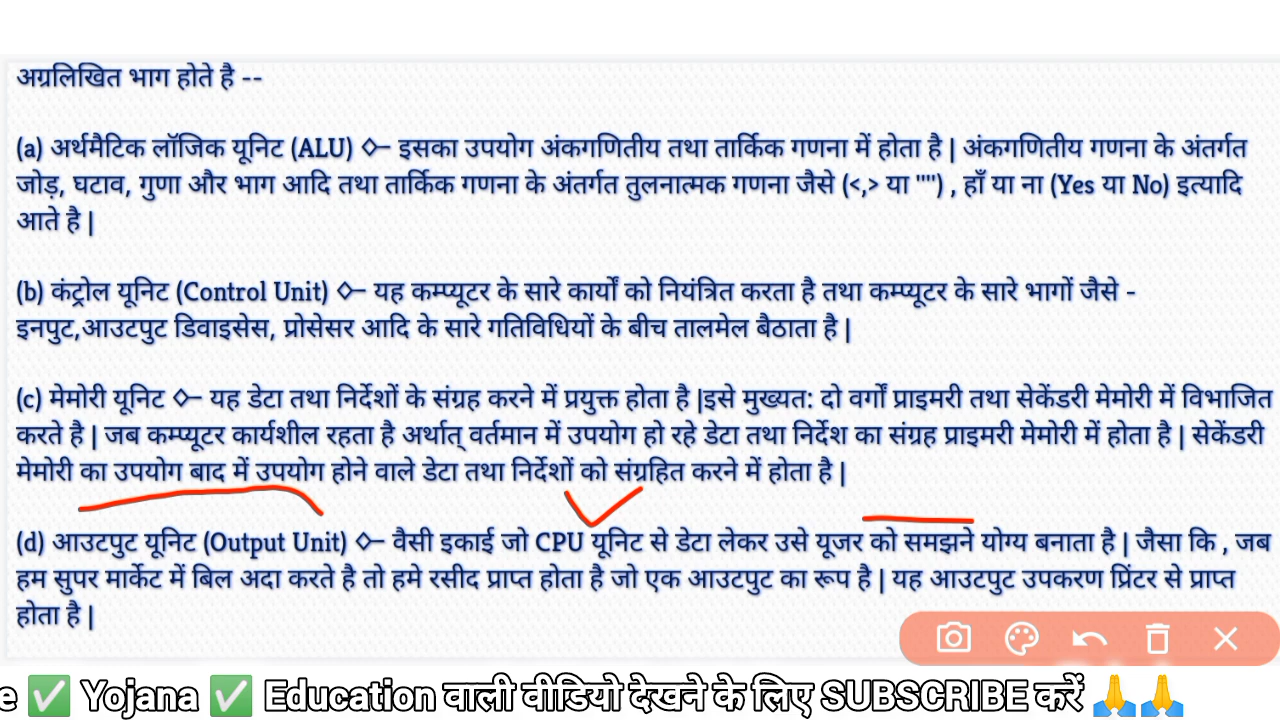 अग्रलिखित भाग होते है --
(a) अर्थमैटिक लॉजिक यूनिट (ALU) ◇– इसका उपयोग अंकगणितीय तथा तार्किक गणना में होता है | अंकगणितीय गणना के अंतर्गत
जोड़, घटाव, गुणा और भाग आदि तथा तार्किक गणना के अंतर्गत तुलनात्मक गणना जैसे (<,> या "") , हाँ या ना (Yes या No) इत्यादि
आते है |
(b) कंट्रोल यूनिट (Control Unit) ◇– यह कम्प्यूटर के सारे कार्यों को नियंत्रित करता है तथा कम्प्यूटर के सारे भागों जैसे -
इनपुट,आउटपुट डिवाइसेस, प्रोसेसर आदि के सारे गतिविधियों के बीच तालमेल बैठाता है |
(c) मेमोरी यूनिट ◇– यह डेटा तथा निर्देशों के संग्रह करने में प्रयुक्त होता है |इसे मुख्यत: दो वर्गों प्राइमरी तथा सेकेंडरी मेमोरी में विभाजित
करते है | जब कम्प्यूटर कार्यशील रहता है अर्थात् वर्तमान में उपयोग हो रहे डेटा तथा निर्देश का संग्रह प्राइमरी मेमोरी में होता है | सेकेंडरी
मेमोरी का उपयोग बाद में उपयोग होने वाले डेटा तथा निर्देशों को संग्रहित करने में होता है |
(d) आउटपुट यूनिट (Output Unit) ◇– वैसी इकाई जो CPU यूनिट से डेटा लेकर उसे यूजर को समझने योग्य बनाता है | जैसा कि , जब
हम सुपर मार्केट में बिल अदा करते है तो हमे रसीद प्राप्त होता है जो एक आउटपुट का रूप है | यह आउटपुट उपकरण प्रिंटर से प्राप्त
होता है |
e ✅ Yojana ✅ Education वाली वीडियो देखने के लिए SUBSCRIBE करें 🙏🙏